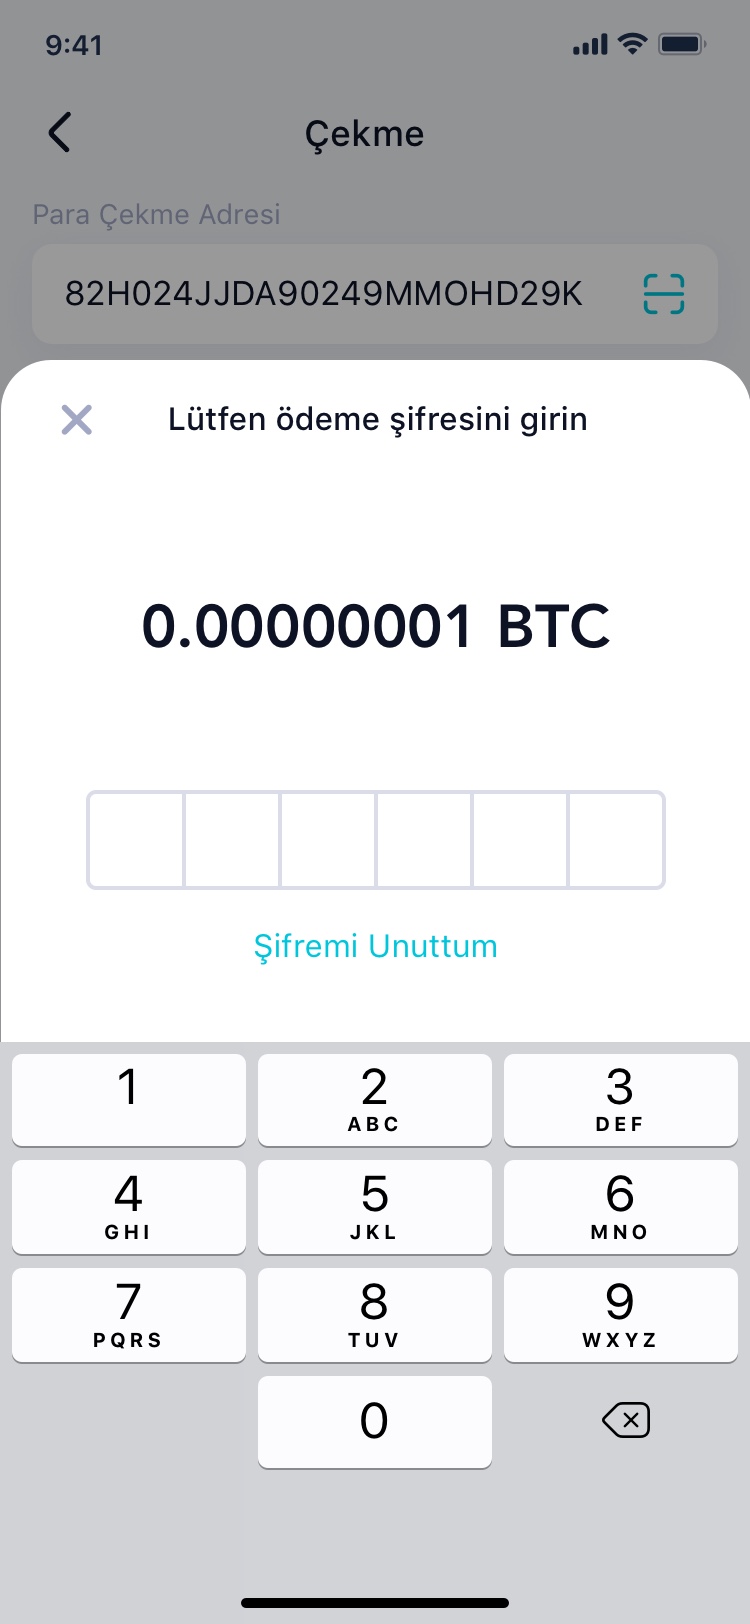 9:41
Çekme
Para Çekme Adresi
82H024JJDA90249MMOHD29K
Lütfen ödeme şifresini girin
0.00000001 BTC
Şifremi Unuttum
1 2 3
ABC DEF
4 5 6
GHI JKL MNO
7 8 9
PQRS TUV WXYZ
0